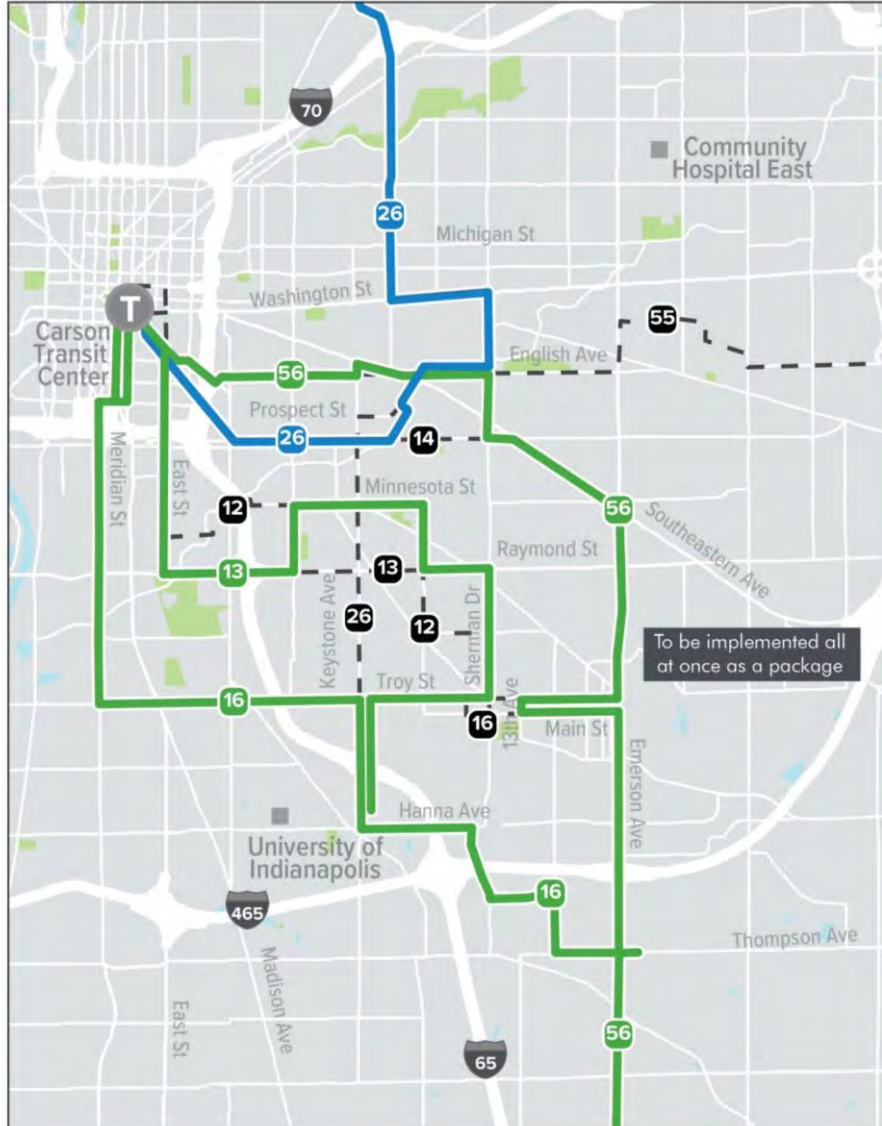 70
Community
Hospital East
26
Michigan St
Washington St
T
55
Carson
Transit
Center
English Ave
56
Prospect St
26
14
Meridian St
East St
Minnesota St
12
56
Southeastern Ave
Raymond St
13
13
Keystone Ave
26
12
Sherman Dr
To be implemented all
at once as a package
Troy St
16
16
13th Ave
Main St
Emerson Ave
Hanna Ave
University of
Indianapolis
16
465
Thompson Ave
Madison Ave
East St
56
65